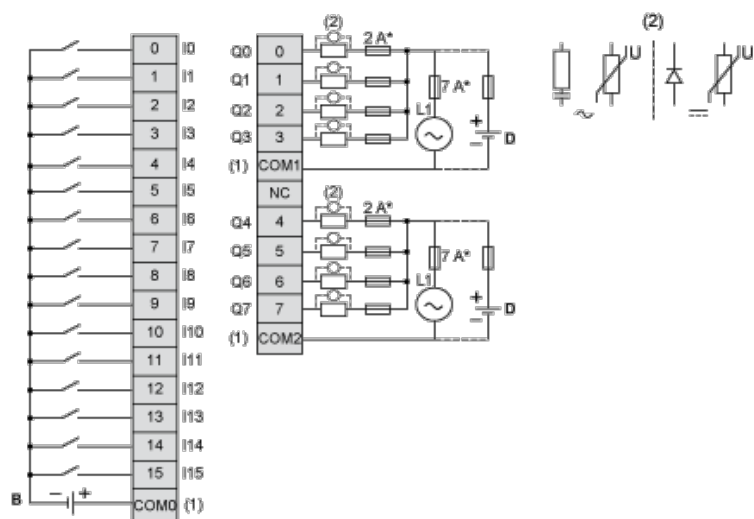 (2)
0 I0
1 I1
2 I2
3 I3
4 I4
5 I5
6 I6
7 I7
8 I8
9 I9
10 I10
11 I11
12 I12
13 I13
14 I14
15 I15
B - + COM0 (1)
(2)
Q0 0 2 A*
Q1 1
Q2 2 7 A*
L1
Q3 3
+
-
D
(1) COM1
NC
(2)
Q4 4 2 A*
Q5 5
Q6 6 7 A*
L1
Q7 7
+
-
D
(1) COM2
U
U